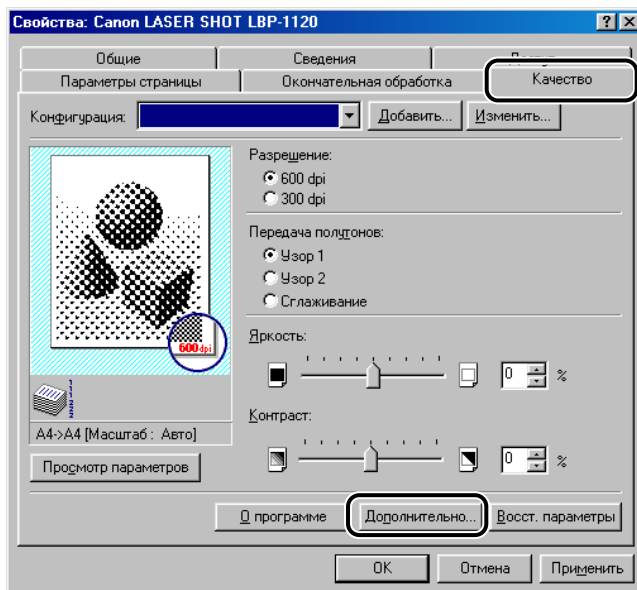 Свойства: Canon LASER SHOT LBP-1120
Общие
Сведения
Параметры страницы
Окончательная обработка
Качество
Конфигурация:
Добавить...
Изменить...
Разрешение:
600 dpi
300 dpi
Передача полутонов:
Узор 1
Узор 2
Сглаживание
600 dpi
Яркость:
0 %
A4->A4 [Масштаб : Авто]
Контраст:
0 %
Просмотр параметров
О программе
Дополнительно...
Восст. параметры
OK
Отмена
Применить